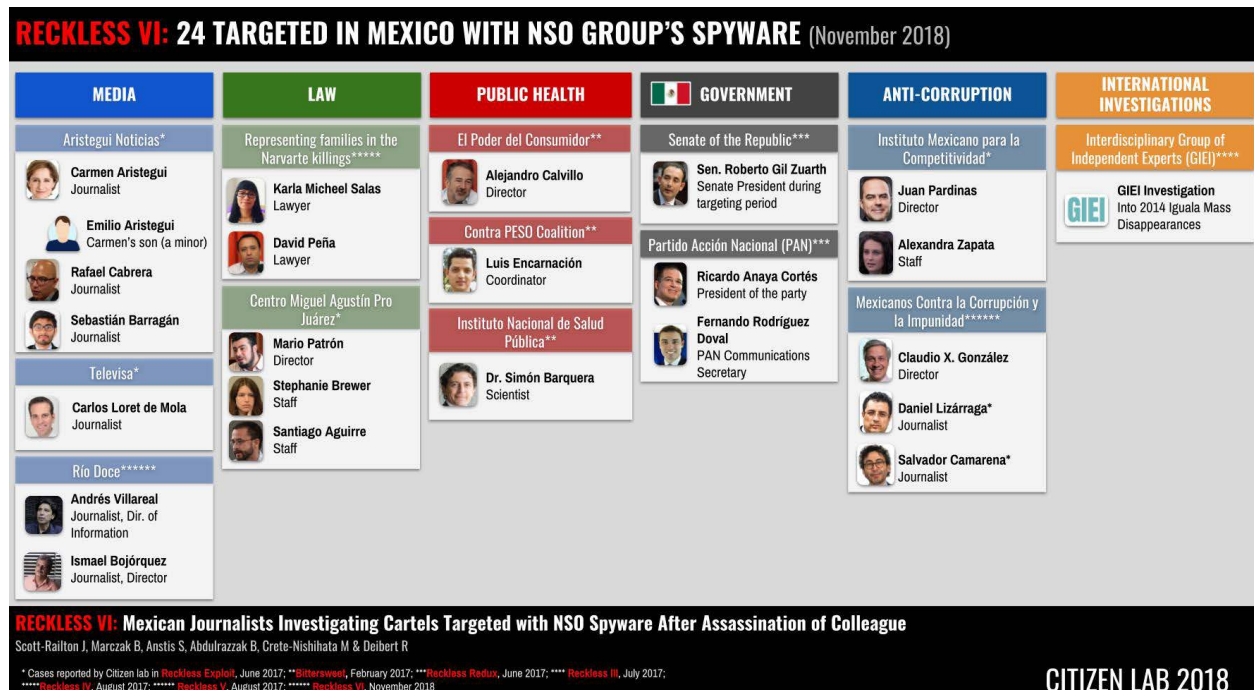 RECKLESS VI: 24 TARGETED IN MEXICO WITH NSO GROUP'S SPYWARE (November 2018)
MEDIA
Aristegui Noticias*
Carmen Aristegui
Journalist
Emilio Aristegui
Carmen's son (a minor)
Rafael Cabrera
Journalist
Sebastián Barragán
Journalist
Televisa*
Carlos Loret de Mola
Journalist
Río Doce******
Andrés Villareal
Journalist, Dir. of
Information
Ismael Bojórquez
Journalist, Director
LAW
Representing families in the
Narvarte killings*****
Karla Micheel Salas
Lawyer
David Peña
Lawyer
Centro Miguel Agustín Pro
Juárez*
Mario Patrón
Director
Stephanie Brewer
Staff
Santiago Aguirre
Staff
PUBLIC HEALTH
El Poder del Consumidor**
Alejandro Calvillo
Director
Contra PESO Coalition**
Luis Encarnación
Coordinator
Instituto Nacional de Salud
Pública**
Dr. Simón Barquera
Scientist
GOVERNMENT
Senate of the Republic***
Sen. Roberto Gil Zuarth
Senate President during
targeting period
Partido Acción Nacional (PAN)***
Ricardo Anaya Cortés
President of the party
Fernando Rodríguez
Doval
PAN Communications
Secretary
ANTI-CORRUPTION
Instituto Mexicano para la
Competitividad*
Juan Pardinas
Director
Alexandra Zapata
Staff
Mexicanos Contra la Corrupción y
la Impunidad******
Claudio X. González
Director
Daniel Lizárraga*
Journalist
Salvador Camarena*
Journalist
INTERNATIONAL
INVESTIGATIONS
Interdisciplinary Group of
Independent Experts (GIEI)****
GIEI
GIEI Investigation
Into 2014 Iguala Mass
Disappearances
RECKLESS VI: Mexican Journalists Investigating Cartels Targeted with NSO Spyware After Assassination of Colleague
Scott-Railton J, Marczak B, Anstis S, Abdulrazzak B, Crete-Nishihata M & Deibert R
* Cases reported by Citizen lab in Reckless Exploit, June 2017; **Bittersweet, February 2017; ***Reckless Redux, June 2017; **** Reckless III, July 2017;
*****Reckless IV, August 2017; ****** Reckless V, August 2017; ****** Reckless VI, November 2018
CITIZEN LAB 2018